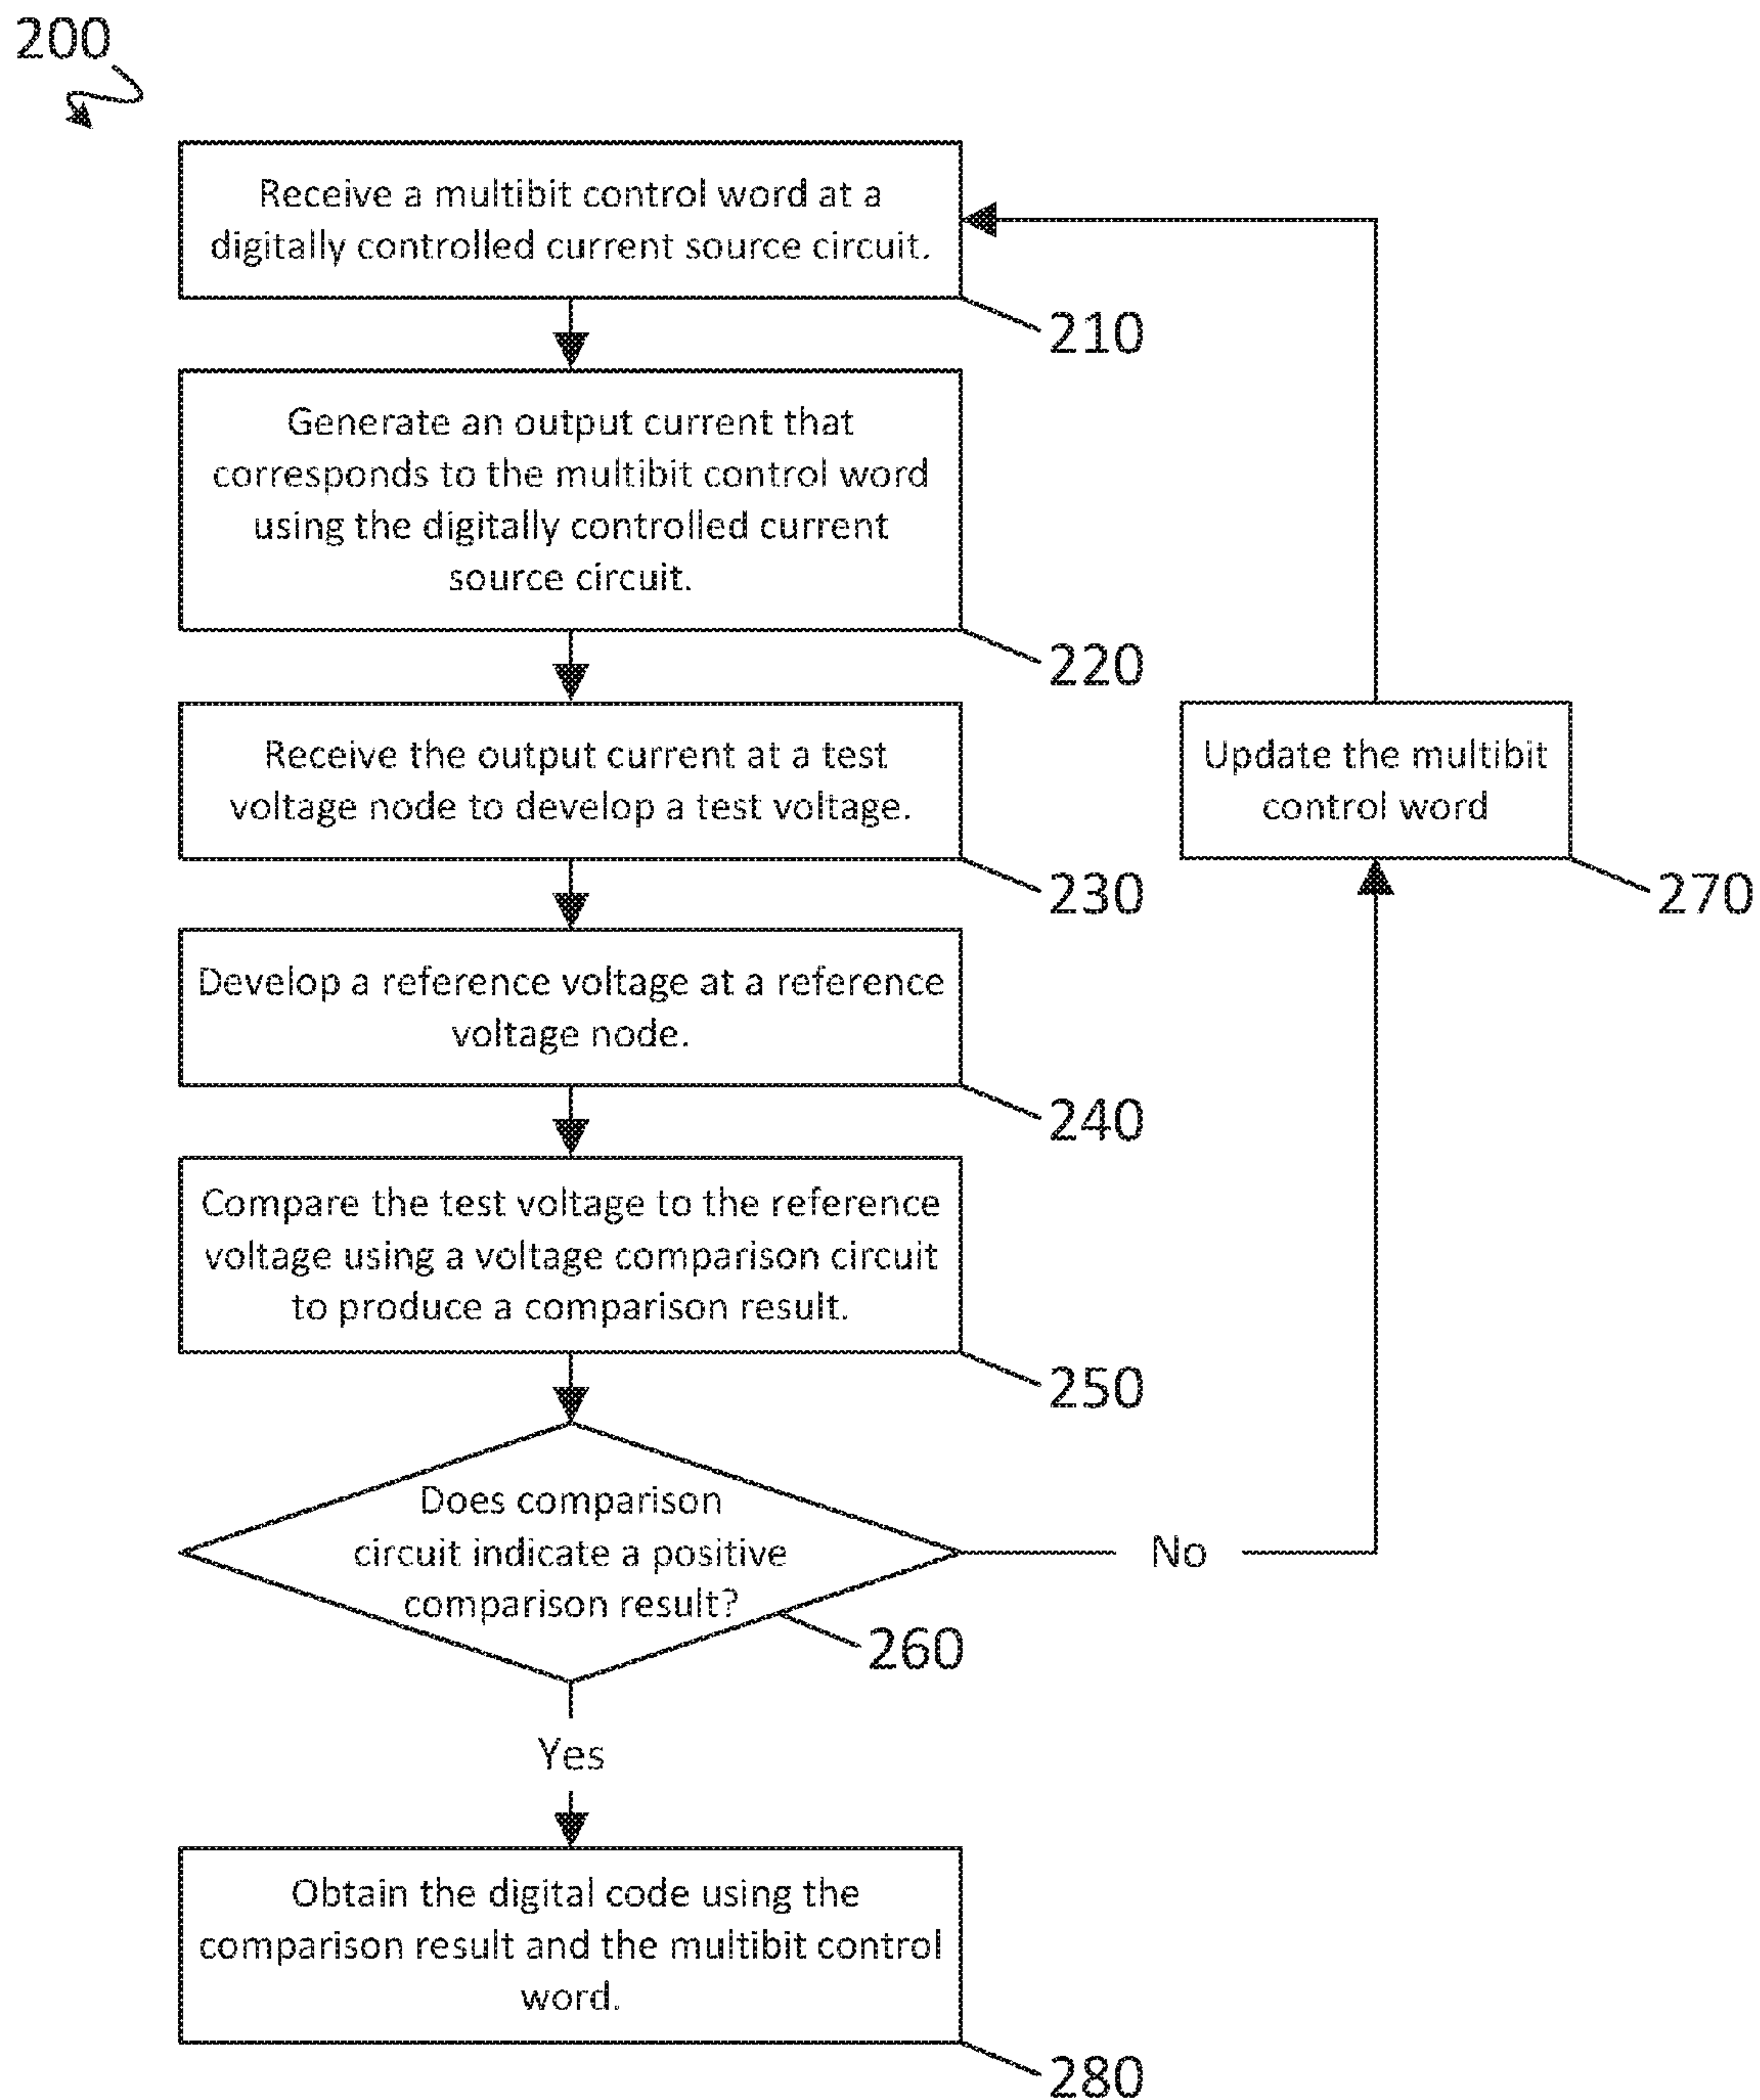 200
Receive a multibit control word at a
digitally controlled current source circuit.
210
Generate an output current that
corresponds to the multibit control word
using the digitally controlled current
source circuit.
220
Receive the output current at a test
voltage node to develop a test voltage.
230
Update the multibit
control word
270
Develop a reference voltage at a reference
voltage node.
240
Compare the test voltage to the reference
voltage using a voltage comparison circuit
to produce a comparison result.
250
Does comparison
circuit indicate a positive
comparison result?
260
No
Yes
Obtain the digital code using the
comparison result and the multibit control
word.
280